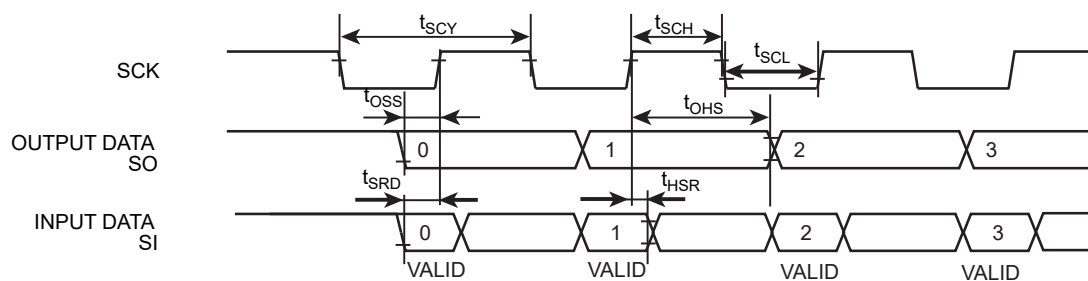 tSCY
tSCH
tSCL
SCK
tOSS
tOHS
OUTPUT DATA
SO
0 1 2 3
tSRD
tHSR
INPUT DATA
SI
0 1 2 3
VALID VALID VALID VALID